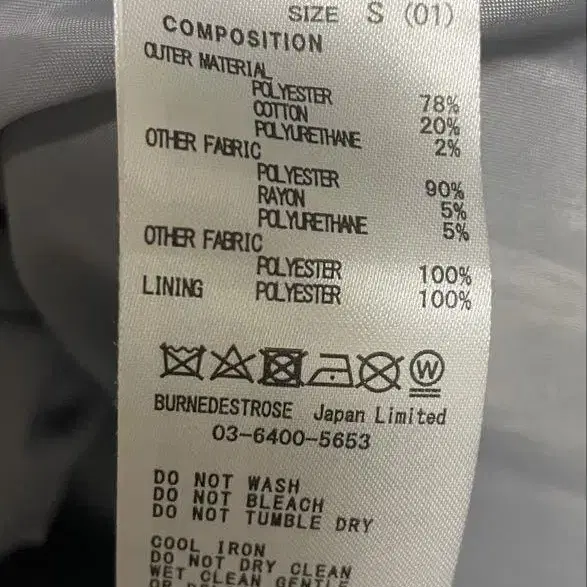 SIZE S (01)
COMPOSITION
OUTER MATERIAL
POLYESTER 78%
COTTON 20%
POLYURETHANE 2%
OTHER FABRIC
POLYESTER 90%
RAYON 5%
POLYURETHANE 5%
OTHER FABRIC
POLYESTER 100%
LINING POLYESTER 100%
W
BURNEDESTROSE Japan Limited
03-6400-5653
DO NOT WASH
DO NOT BLEACH
DO NOT TUMBLE DRY
COOL IRON
DO NOT DRY CLEAN
WET CLEAN GENTLE